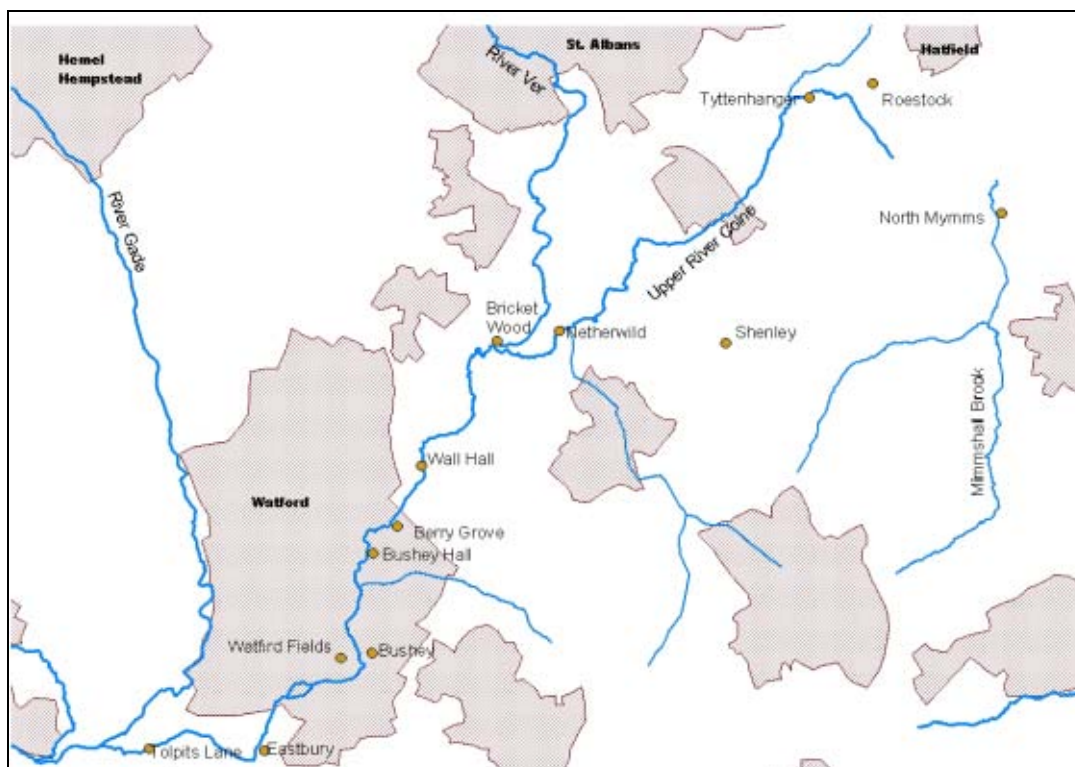 Hemel
Hempstead
St. Albans
Hatfield
River Ver
Tyttenhanger
Roestock
River Gade
North Mymms
Upper River Colne
Bricket
Wood
Netherwild
Shenley
Mimmshall Brook
Wall Hall
Watford
Berry Grove
Bushey Hall
Watfird Fields
Bushey
Tolpits Lane
Eastbury